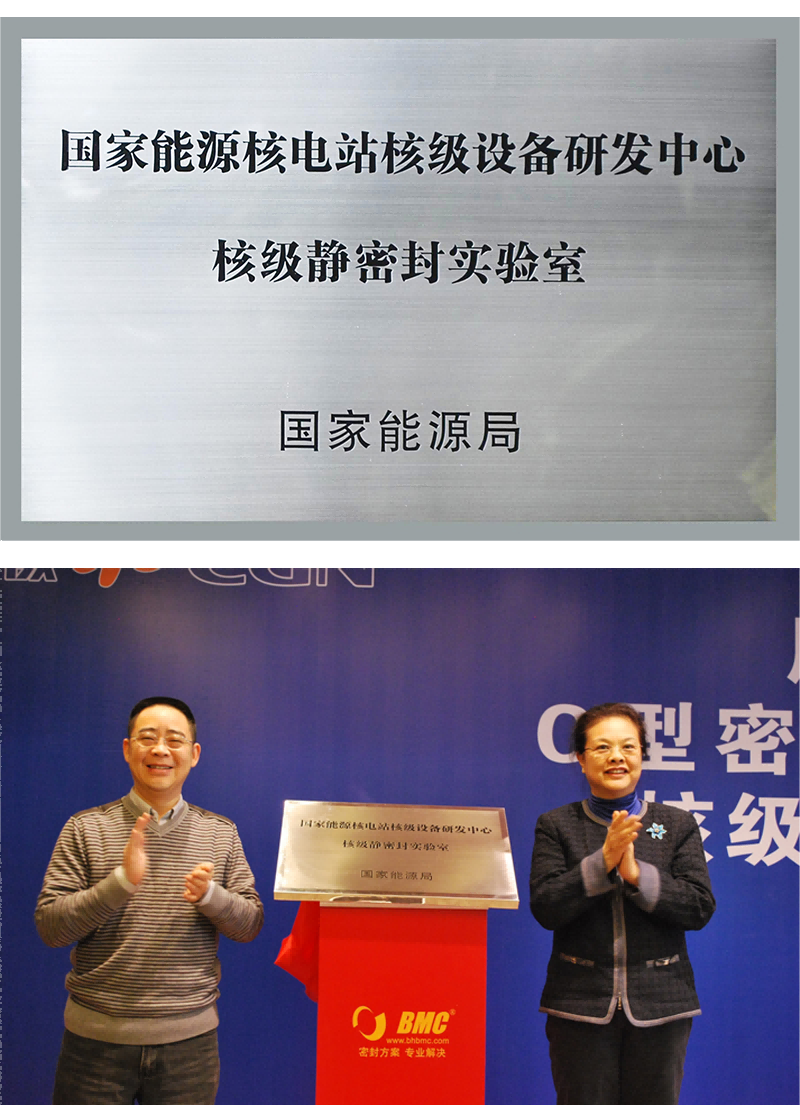 国家能源核电站核级设备研发中心
核级静密封实验室
国家能源局
CGN
型密
核级
国家能源核电站核级设备研发中心
核级静密封实验室
国家能源局
BMC®
www.bhbmc.com
密封方案 专业解决